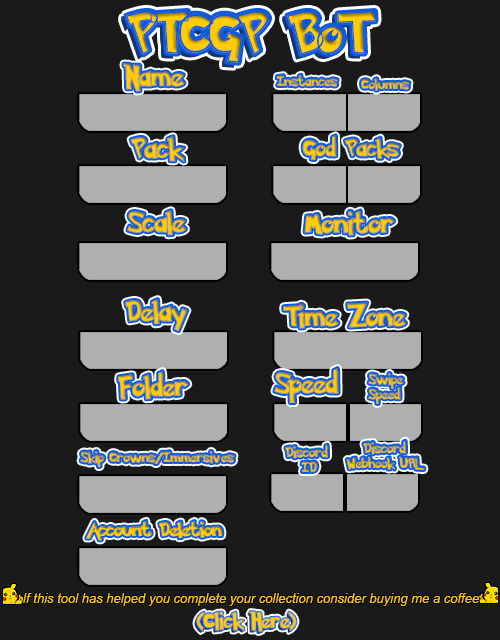 PTCGP BoT
Name
Instances
Columns
Pack
God Packs
Scale
Monitor
Delay
Time Zone
Folder
Speed
Swipe
Speed
Skip Crowns/Immersives
Discord
ID
Discord
Webhook URL
Account Deletion
If this tool has helped you complete your collection consider buying me a coffee!
(Click Here)